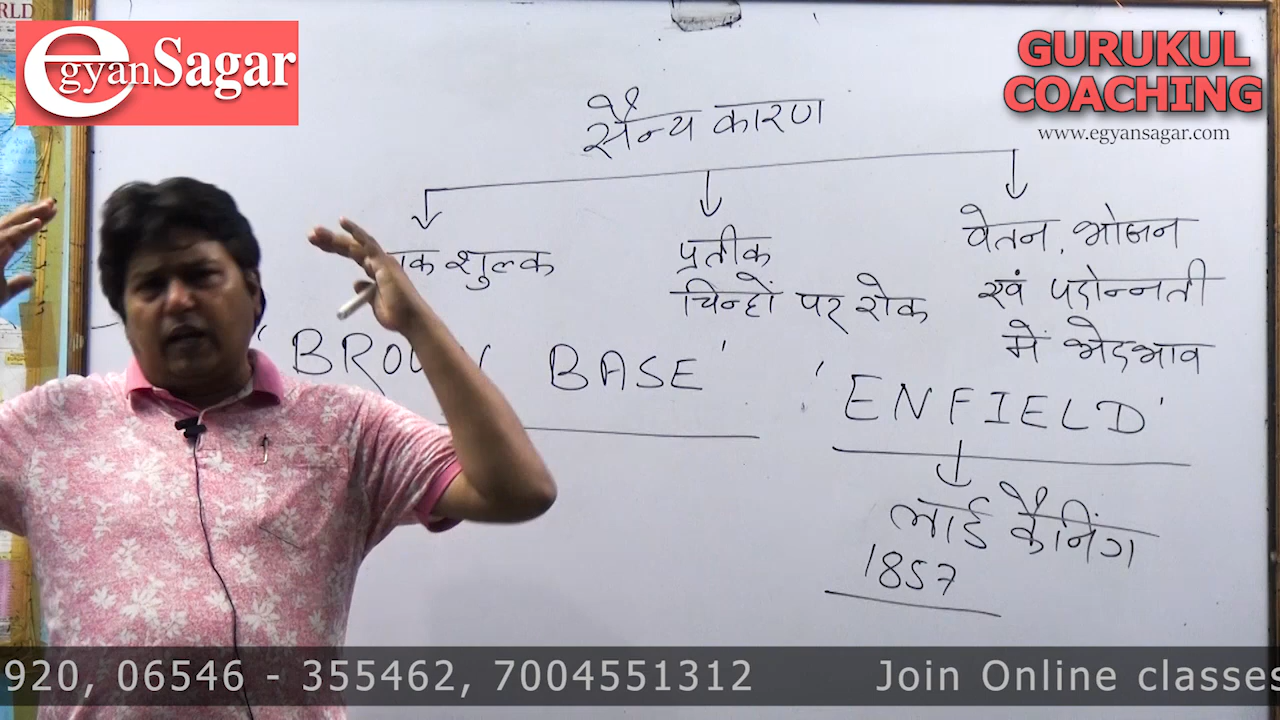 RLD
egyanSagar
GURUKUL
COACHING
www.egyansagar.com
सैन्य कारण
शुल्क
प्रतीक
चिन्हों पर रोक
वेतन, भोजन
एवं पदोन्नती
में भेदभाव
' BASE'
'ENFIELD'
लार्ड कैनिंग
1857
920, 06546 - 355462, 7004551312 Join Online classes